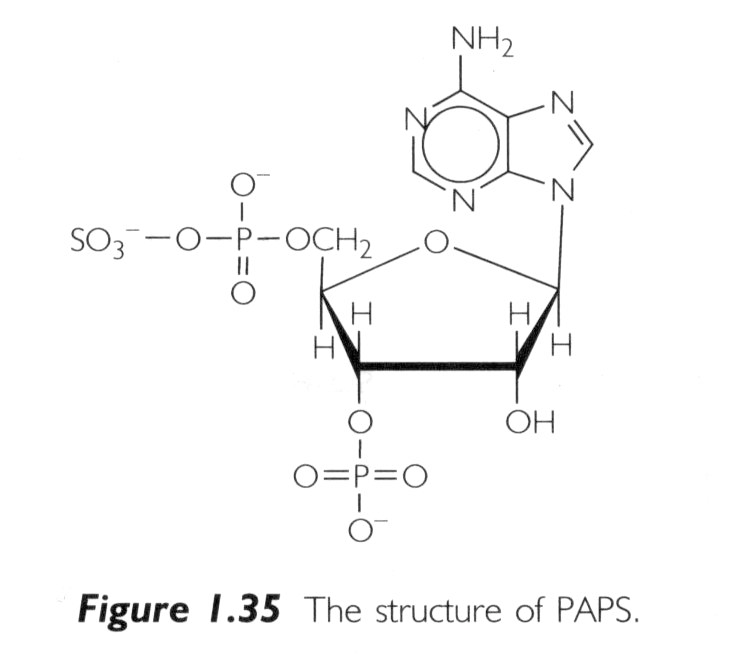 NH₂
N N
N N
O⁻
SO₃⁻—O—P—OCH₂ O
O
H H H H
O OH
O=P=O
O⁻
Figure 1.35 The structure of PAPS.